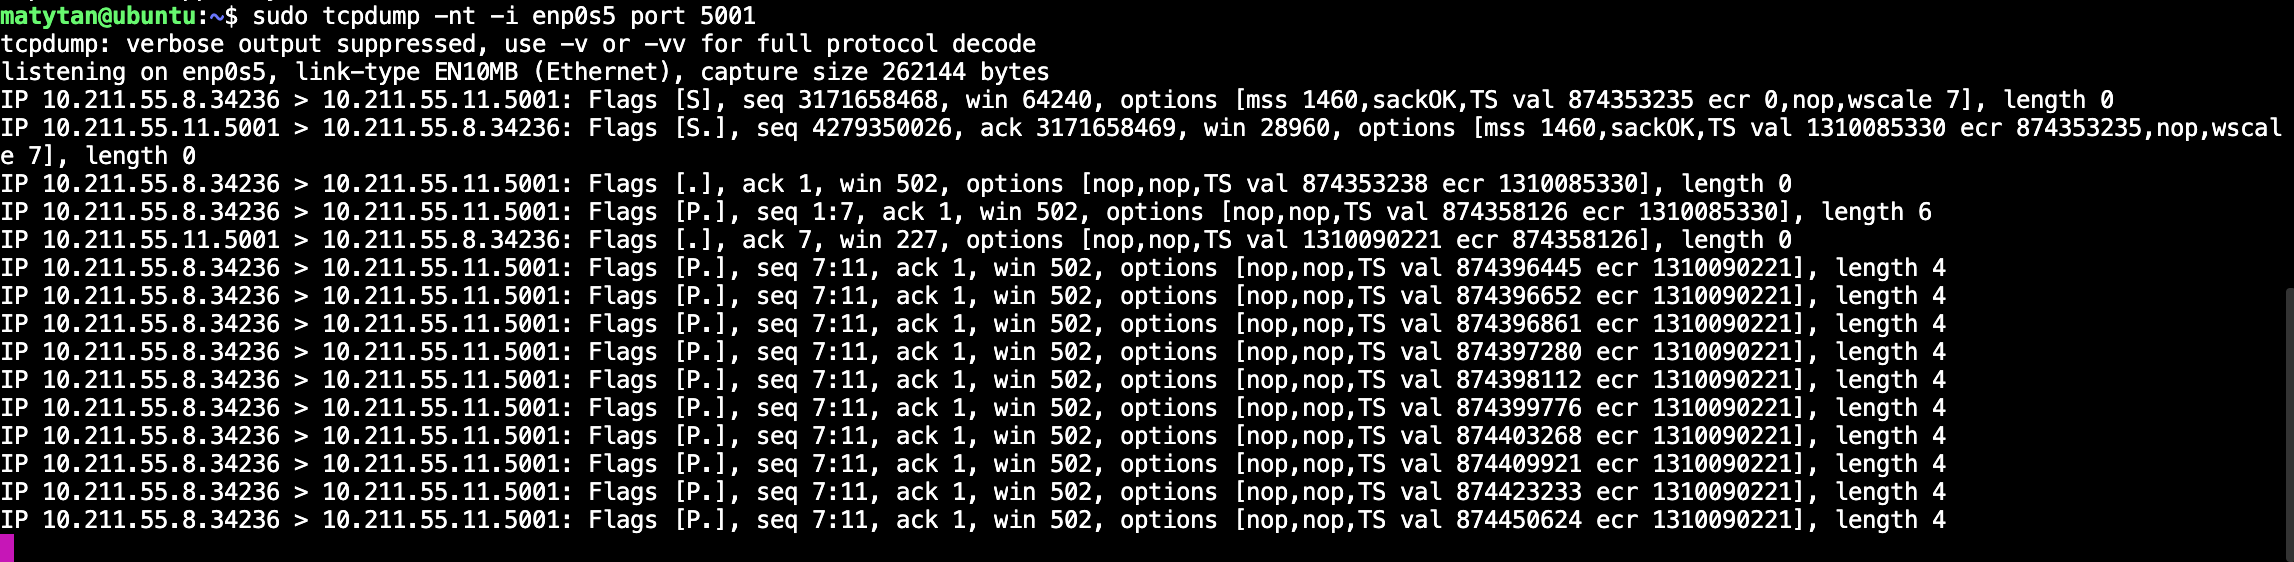 matytan@ubuntu:~$ sudo tcpdump -nt -i enp0s5 port 5001
tcpdump: verbose output suppressed, use -v or -vv for full protocol decode
listening on enp0s5, link-type EN10MB (Ethernet), capture size 262144 bytes
IP 10.211.55.8.34236 > 10.211.55.11.5001: Flags [S], seq 3171658468, win 64240, options [mss 1460,sackOK,TS val 874353235 ecr 0,nop,wscale 7], length 0
IP 10.211.55.11.5001 > 10.211.55.8.34236: Flags [S.], seq 4279350026, ack 3171658469, win 28960, options [mss 1460,sackOK,TS val 1310085330 ecr 874353235,nop,wscal
e 7], length 0
IP 10.211.55.8.34236 > 10.211.55.11.5001: Flags [.], ack 1, win 502, options [nop,nop,TS val 874353238 ecr 1310085330], length 0
IP 10.211.55.8.34236 > 10.211.55.11.5001: Flags [P.], seq 1:7, ack 1, win 502, options [nop,nop,TS val 874358126 ecr 1310085330], length 6
IP 10.211.55.11.5001 > 10.211.55.8.34236: Flags [.], ack 7, win 227, options [nop,nop,TS val 1310090221 ecr 874358126], length 0
IP 10.211.55.8.34236 > 10.211.55.11.5001: Flags [P.], seq 7:11, ack 1, win 502, options [nop,nop,TS val 874396445 ecr 1310090221], length 4
IP 10.211.55.8.34236 > 10.211.55.11.5001: Flags [P.], seq 7:11, ack 1, win 502, options [nop,nop,TS val 874396652 ecr 1310090221], length 4
IP 10.211.55.8.34236 > 10.211.55.11.5001: Flags [P.], seq 7:11, ack 1, win 502, options [nop,nop,TS val 874396861 ecr 1310090221], length 4
IP 10.211.55.8.34236 > 10.211.55.11.5001: Flags [P.], seq 7:11, ack 1, win 502, options [nop,nop,TS val 874397280 ecr 1310090221], length 4
IP 10.211.55.8.34236 > 10.211.55.11.5001: Flags [P.], seq 7:11, ack 1, win 502, options [nop,nop,TS val 874398112 ecr 1310090221], length 4
IP 10.211.55.8.34236 > 10.211.55.11.5001: Flags [P.], seq 7:11, ack 1, win 502, options [nop,nop,TS val 874399776 ecr 1310090221], length 4
IP 10.211.55.8.34236 > 10.211.55.11.5001: Flags [P.], seq 7:11, ack 1, win 502, options [nop,nop,TS val 874403268 ecr 1310090221], length 4
IP 10.211.55.8.34236 > 10.211.55.11.5001: Flags [P.], seq 7:11, ack 1, win 502, options [nop,nop,TS val 874409921 ecr 1310090221], length 4
IP 10.211.55.8.34236 > 10.211.55.11.5001: Flags [P.], seq 7:11, ack 1, win 502, options [nop,nop,TS val 874423233 ecr 1310090221], length 4
IP 10.211.55.8.34236 > 10.211.55.11.5001: Flags [P.], seq 7:11, ack 1, win 502, options [nop,nop,TS val 874450624 ecr 1310090221], length 4